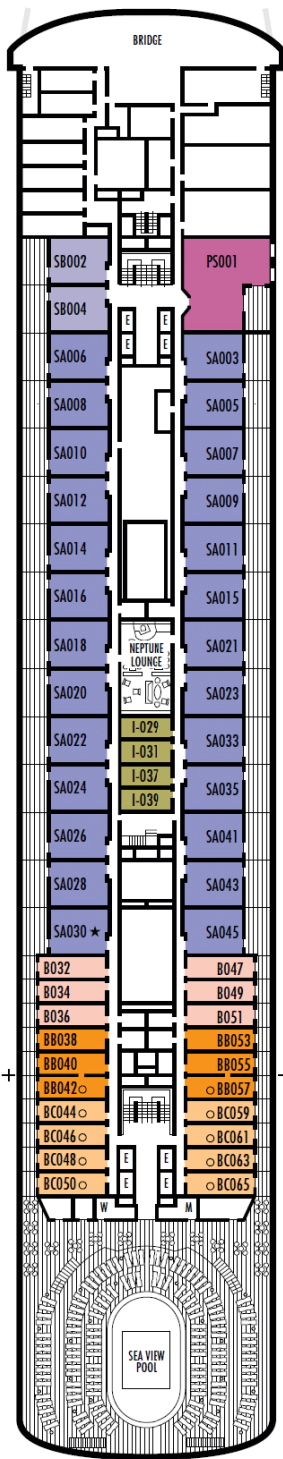 BRIDGE
SB002
PS001
SB004
E E
E E
SA006
SA003
SA008
SA005
SA010
SA007
SA012
SA009
SA014
SA011
SA016
SA015
SA018
SA021
NEPTUNE
LOUNGE
SA020
SA023
SA022
I-029
SA033
I-031
SA024
I-037
SA035
I-039
SA026
SA041
SA028
SA043
SA030 ★
SA045
B032
B047
B034
B049
B036
B051
BB038
BB053
BB040
BB055
BB042○
○BB057
BC044○
○BC059
BC046○
○BC061
BC048○
E E
○BC063
BC050○
E E
○BC065
W
M
SEA VIEW
POOL